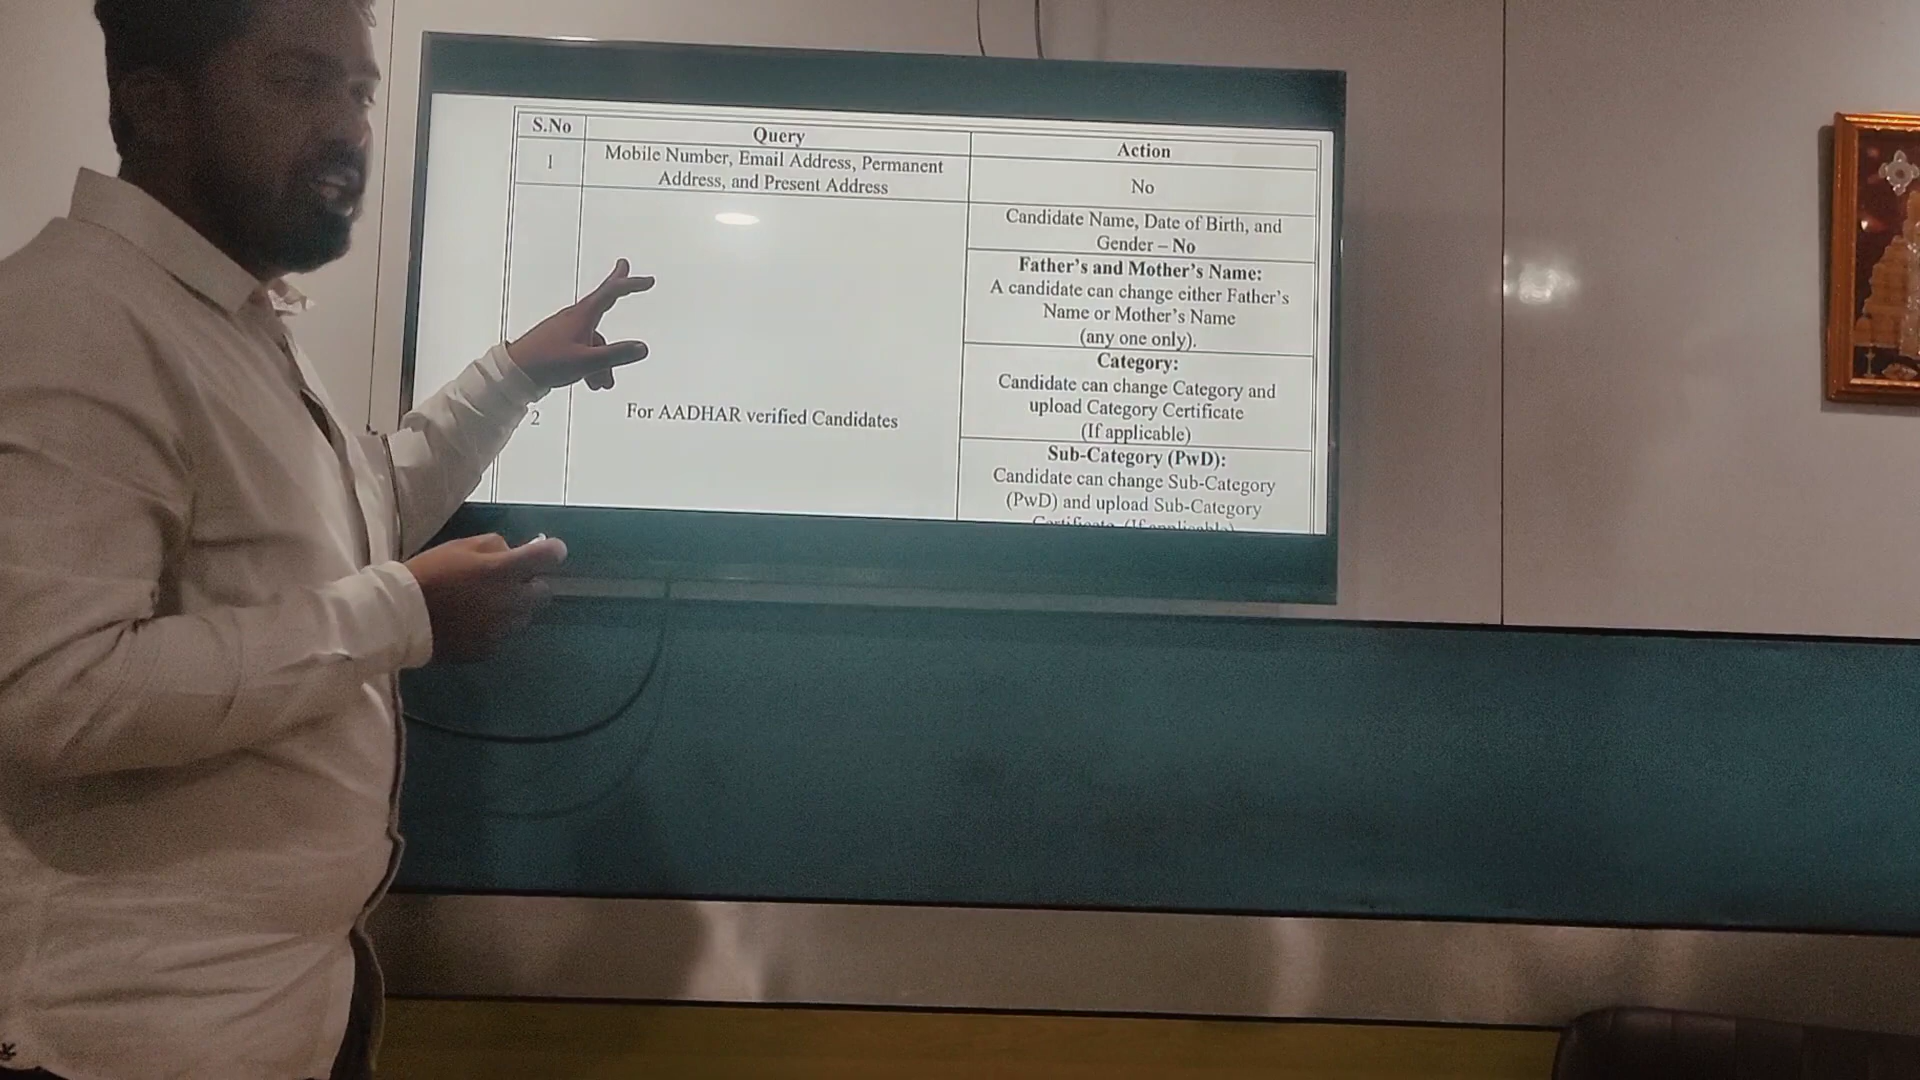 S.No
Query
Action
1
Mobile Number, Email Address, Permanent
Address, and Present Address
No
2
For AADHAR verified Candidates
Candidate Name, Date of Birth, and
Gender – No
Father's and Mother's Name:
A candidate can change either Father's
Name or Mother's Name
(any one only).
Category:
Candidate can change Category and
upload Category Certificate
(If applicable)
Sub-Category (PwD):
Candidate can change Sub-Category
(PwD) and upload Sub-Category
Certificate (If applicable)